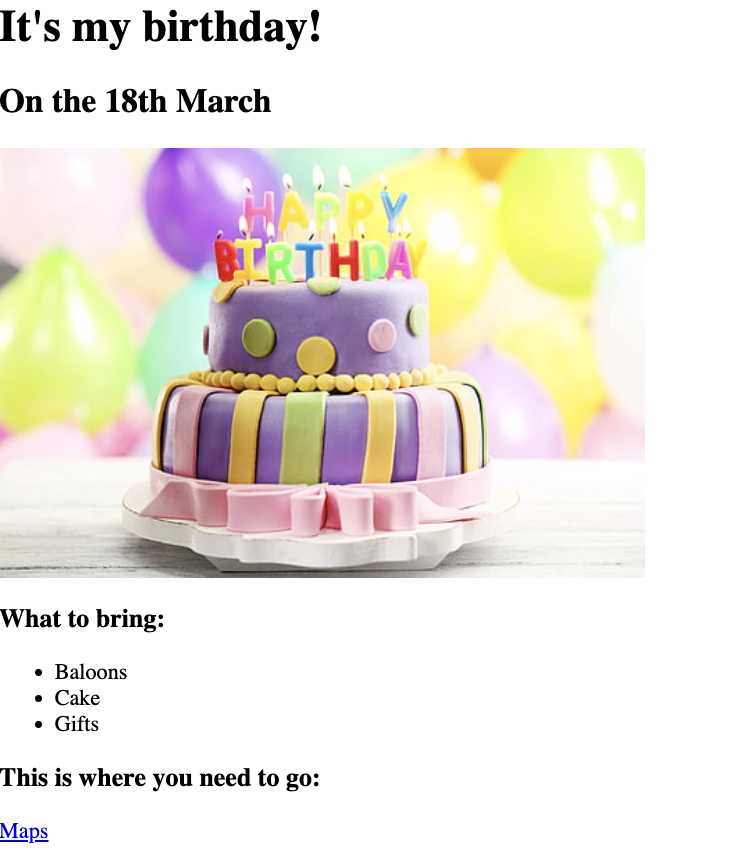 It's my birthday!
On the 18th March
HAPPY
BIRTHDAY
What to bring:
Baloons
Cake
Gifts
This is where you need to go:
Maps